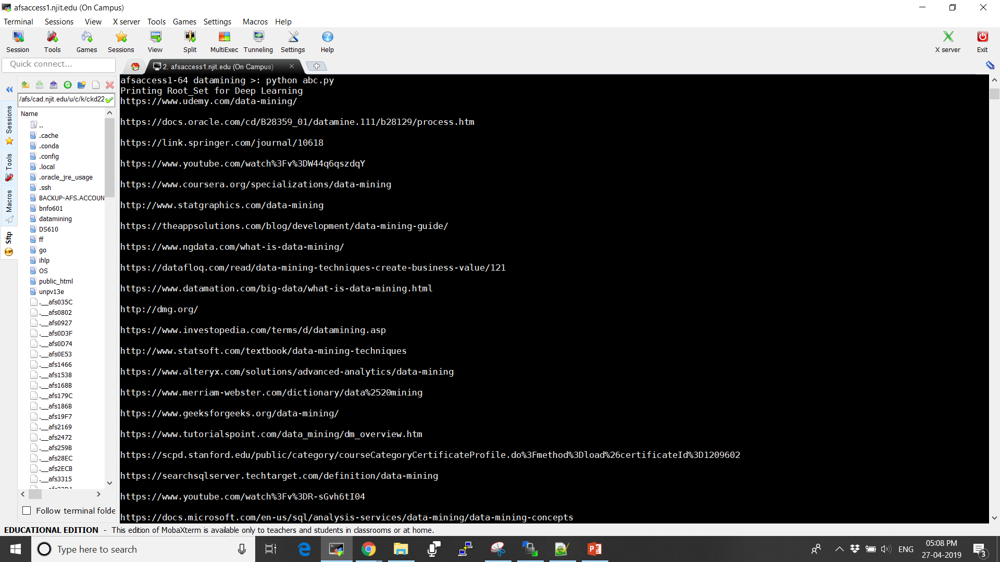 afsaccess1.njit.edu (On Campus)
Terminal Sessions View X server Tools Games Settings Macros Help
Session Tools Games Sessions View Split MultiExec Tunneling Settings Help X server Exit
Quick connect...
2. afsaccess1.njit.edu (On Campus)
/afs/cad.njit.edu/u/c/k/ckd22
Sessions
Tools
Macros
Sftp
Name
..
.cache
.conda
.config
.local
.oracle_jre_usage
.ssh
BACKUP-AFS.ACCOUN
bnfo601
datamining
DS610
ff
go
ihlp
OS
public_html
unpv13e
.__afs035C
.__afs0802
.__afs0927
.__afs0D3F
.__afs0D74
.__afs0E53
.__afs1466
.__afs1538
.__afs168B
.__afs179C
.__afs186B
.__afs19F7
.__afs2169
.__afs2472
.__afs259B
.__afs28EC
.__afs2ECB
.__afs3315
Follow terminal folde
afsaccess1-64 datamining >: python abc.py
Printing Root_Set for Deep Learning
https://www.udemy.com/data-mining/
https://docs.oracle.com/cd/B28359_01/datamine.111/b28129/process.htm
https://link.springer.com/journal/10618
https://www.youtube.com/watch%3Fv%3DW44q6qszdqY
https://www.coursera.org/specializations/data-mining
http://www.statgraphics.com/data-mining
https://theappsolutions.com/blog/development/data-mining-guide/
https://www.ngdata.com/what-is-data-mining/
https://datafloq.com/read/data-mining-techniques-create-business-value/121
https://www.datamation.com/big-data/what-is-data-mining.html
http://dmg.org/
https://www.investopedia.com/terms/d/datamining.asp
http://www.statsoft.com/textbook/data-mining-techniques
https://www.alteryx.com/solutions/advanced-analytics/data-mining
https://www.merriam-webster.com/dictionary/data%2520mining
https://www.geeksforgeeks.org/data-mining/
https://www.tutorialspoint.com/data_mining/dm_overview.htm
https://scpd.stanford.edu/public/category/courseCategoryCertificateProfile.do%3Fmethod%3Dload%26certificateId%3D1209602
https://searchsqlserver.techtarget.com/definition/data-mining
https://www.youtube.com/watch%3Fv%3DR-sGvh6tI04
https://docs.microsoft.com/en-us/sql/analysis-services/data-mining/data-mining-concepts
EDUCATIONAL EDITION - This edition of MobaXterm is available only to teachers and students in classrooms or at home.
Type here to search
ENG
05:08 PM
27-04-2019
3